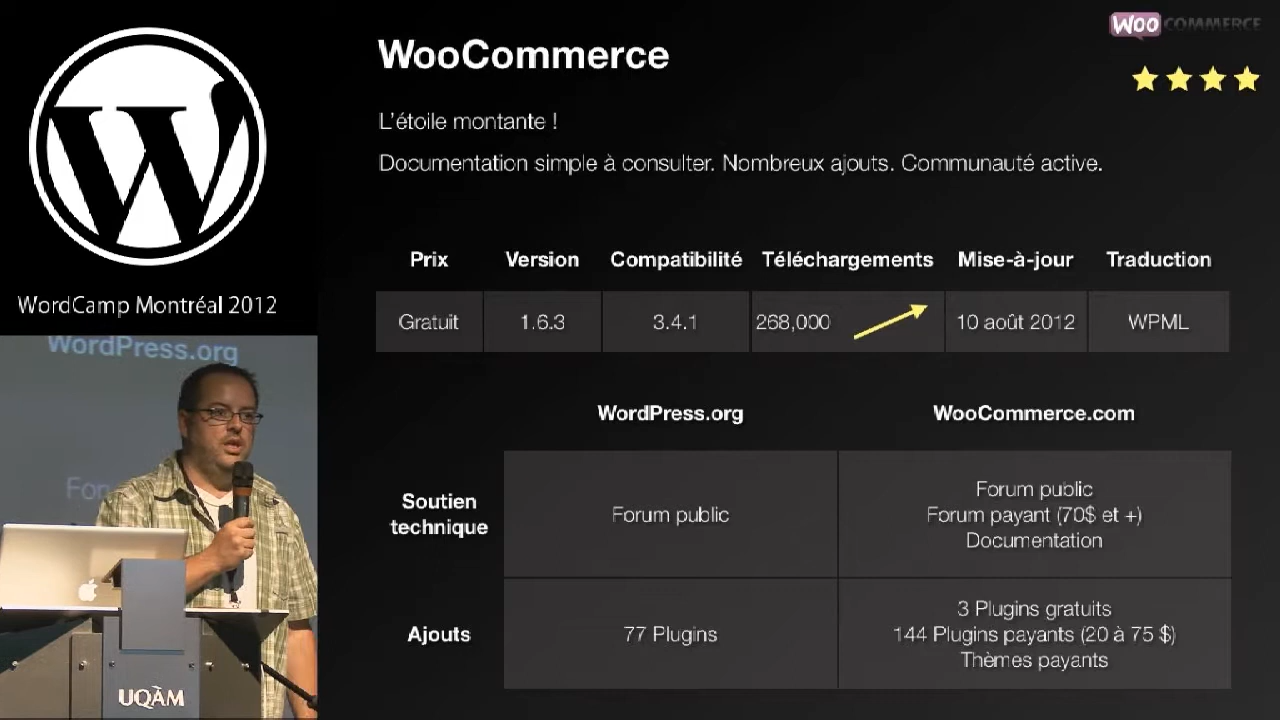 WOO COMMERCE
WooCommerce
L'étoile montante !
Documentation simple à consulter. Nombreux ajouts. Communauté active.
WordCamp Montréal 2012
Prix Version Compatibilité Téléchargements Mise-à-jour Traduction
Gratuit 1.6.3 3.4.1 268,000 10 août 2012 WPML
WordPress.org WooCommerce.com
Soutien
technique
Forum public
Forum public
Forum payant (70$ et +)
Documentation
Ajouts
77 Plugins
3 Plugins gratuits
144 Plugins payants (20 à 75 $)
Thèmes payants
WordPress.org
UQÀM